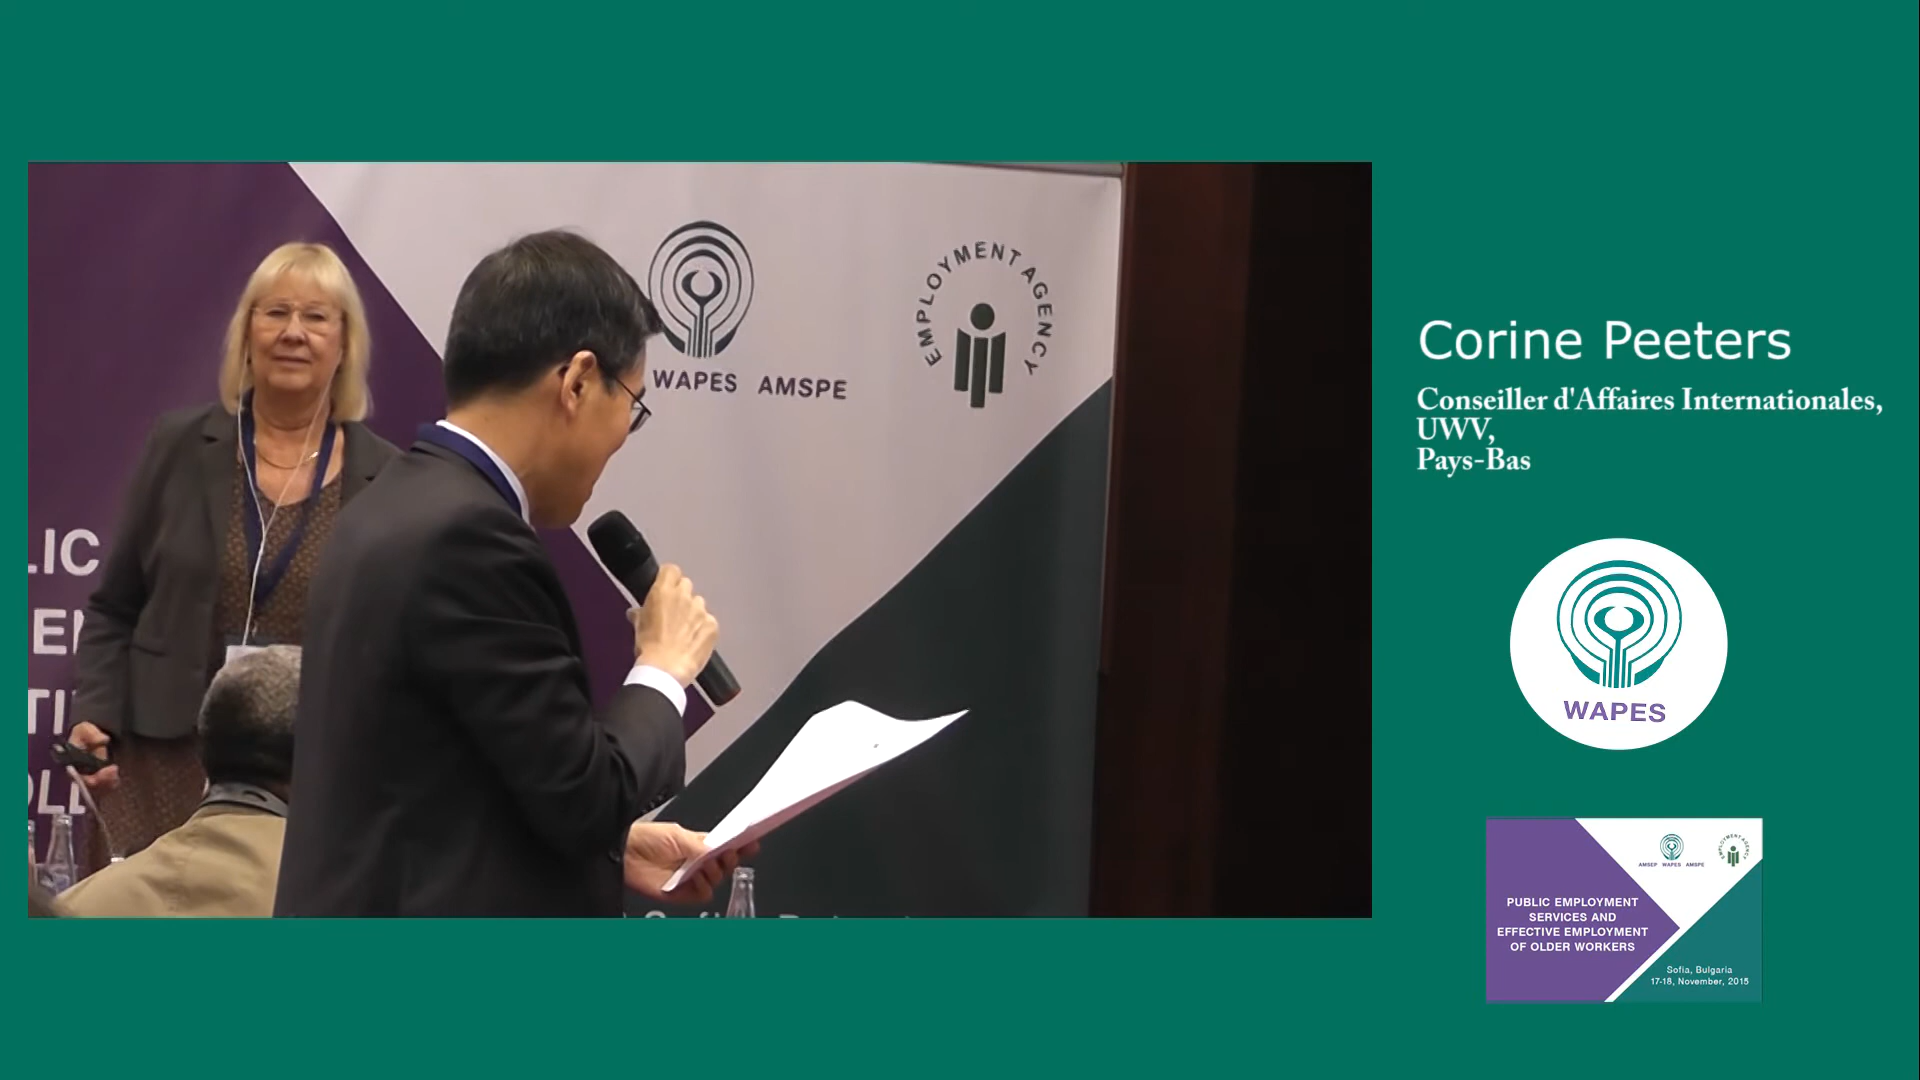 EMPLOYMENT AGENCY
WAPES AMSPE
LIC
TI
Corine Peeters
Conseiller d'Affaires Internationales,
UWV,
Pays-Bas
WAPES
AMSEP WAPES AMSPE
EMPLOYMENT AGENCY
PUBLIC EMPLOYMENT
SERVICES AND
EFFECTIVE EMPLOYMENT
OF OLDER WORKERS
Sofia, Bulgaria
17-18, November, 2015